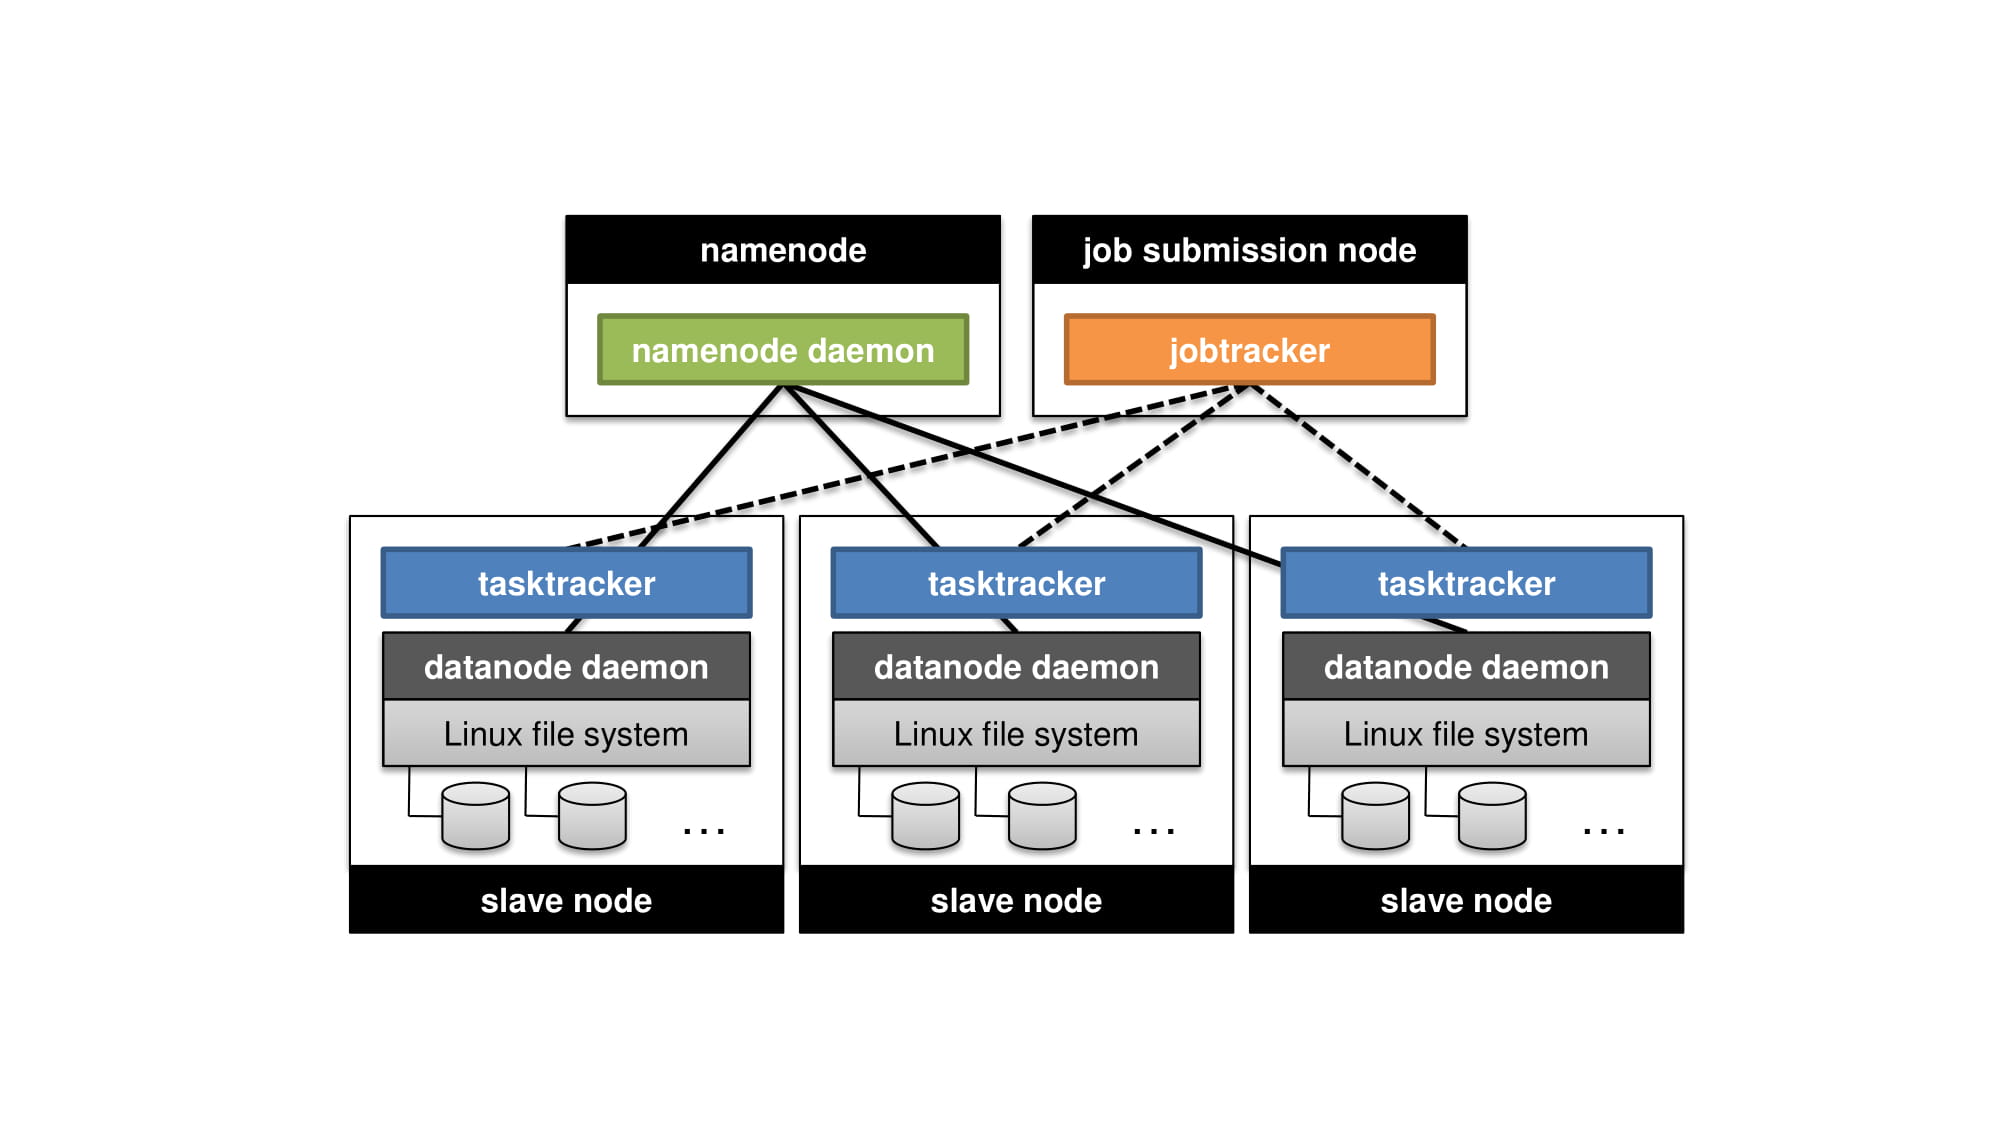 namenode
job submission node
namenode daemon
jobtracker
tasktracker
tasktracker
tasktracker
datanode daemon
datanode daemon
datanode daemon
Linux file system
Linux file system
Linux file system
...
...
...
slave node
slave node
slave node